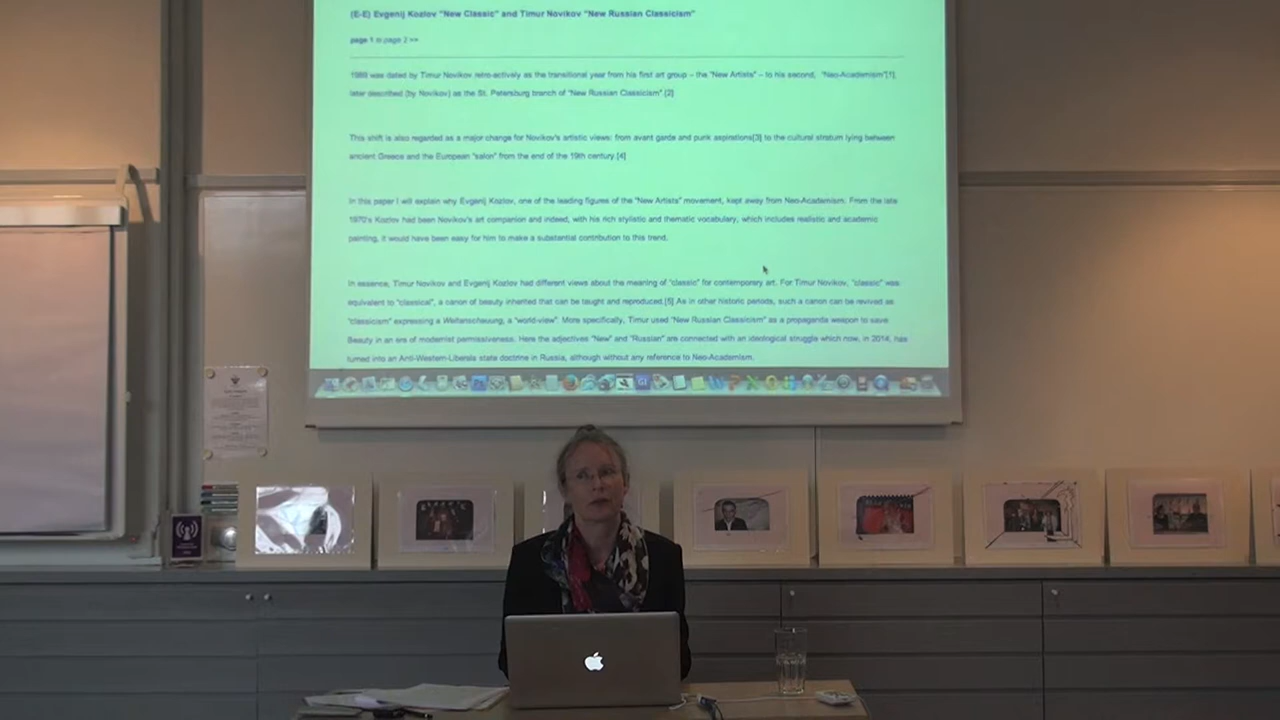 (E-E) Evgenij Kozlov "New Classic" and Timur Novikov "New Russian Classicism"
page 1 page 2 >>
1989 was dated by Timur Novikov retro-actively as the transitional year from his first art group – the "New Artists" – to his second, "Neo-Academism"[1],
later described (by Novikov) as the St. Petersburg branch of "New Russian Classicism".[2]
This shift is also regarded as a major change for Novikov's artistic views: from avant garde and punk aspirations[3] to the cultural stratum lying between
ancient Greece and the European "salon" from the end of the 19th century.[4]
In this paper I will explain why Evgenij Kozlov, one of the leading figures of the "New Artists" movement, kept away from Neo-Academism. From the late
1970's Kozlov had been Novikov's art companion and indeed, with his rich stylistic and thematic vocabulary, which includes realistic and academic
painting, it would have been easy for him to make a substantial contribution to this trend.
In essence, Timur Novikov and Evgenij Kozlov had different views about the meaning of "classic" for contemporary art. For Timur Novikov, "classic" was
equivalent to "classical", a canon of beauty inherited that can be taught and reproduced.[5] As in other historic periods, such a canon can be revived as
"classicism" expressing a Weltanschauung, a "world-view". More specifically, Timur used "New Russian Classicism" as a propaganda weapon to save
Beauty in an era of modernist permissiveness. Here the adjectives "New" and "Russian" are connected with an ideological struggle which now, in 2014, has
turned into an Anti-Western-Liberals state doctrine in Russia, although without any reference to Neo-Academism.